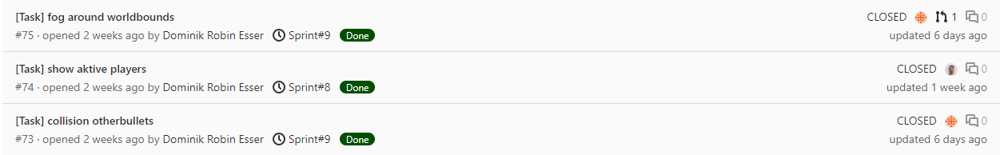 [Task] fog around worldbounds CLOSED 1 0
#75 · opened 2 weeks ago by Dominik Robin Esser Sprint#9 Done updated 6 days ago
[Task] show aktive players CLOSED 0
#74 · opened 2 weeks ago by Dominik Robin Esser Sprint#8 Done updated 1 week ago
[Task] collision otherbullets CLOSED 0
#73 · opened 2 weeks ago by Dominik Robin Esser Sprint#9 Done updated 6 days ago